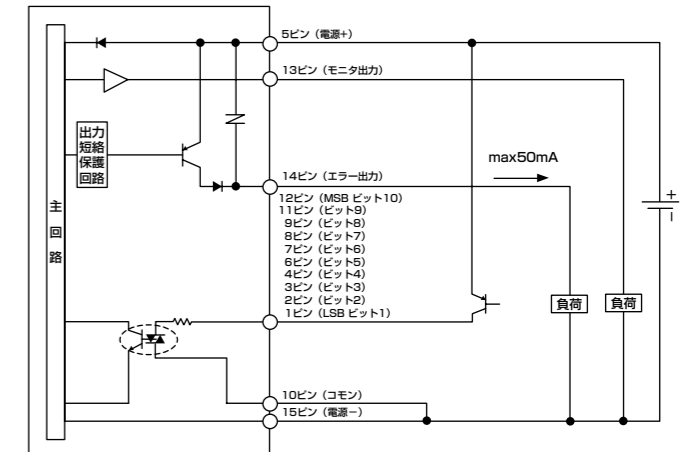 5ピン（電源+）
13ピン（モニタ出力）
出力
短絡
保護
回路
14ピン（エラー出力）
max50mA
12ピン（MSB ビット10）
11ピン（ビット9）
9ピン（ビット8）
8ピン（ビット7）
7ピン（ビット6）
6ピン（ビット5）
4ピン（ビット4）
3ピン（ビット3）
2ピン（ビット2）
1ピン（LSB ビット1）
主
回
路
負荷
負荷
+
−
10ピン（コモン）
15ピン（電源−）